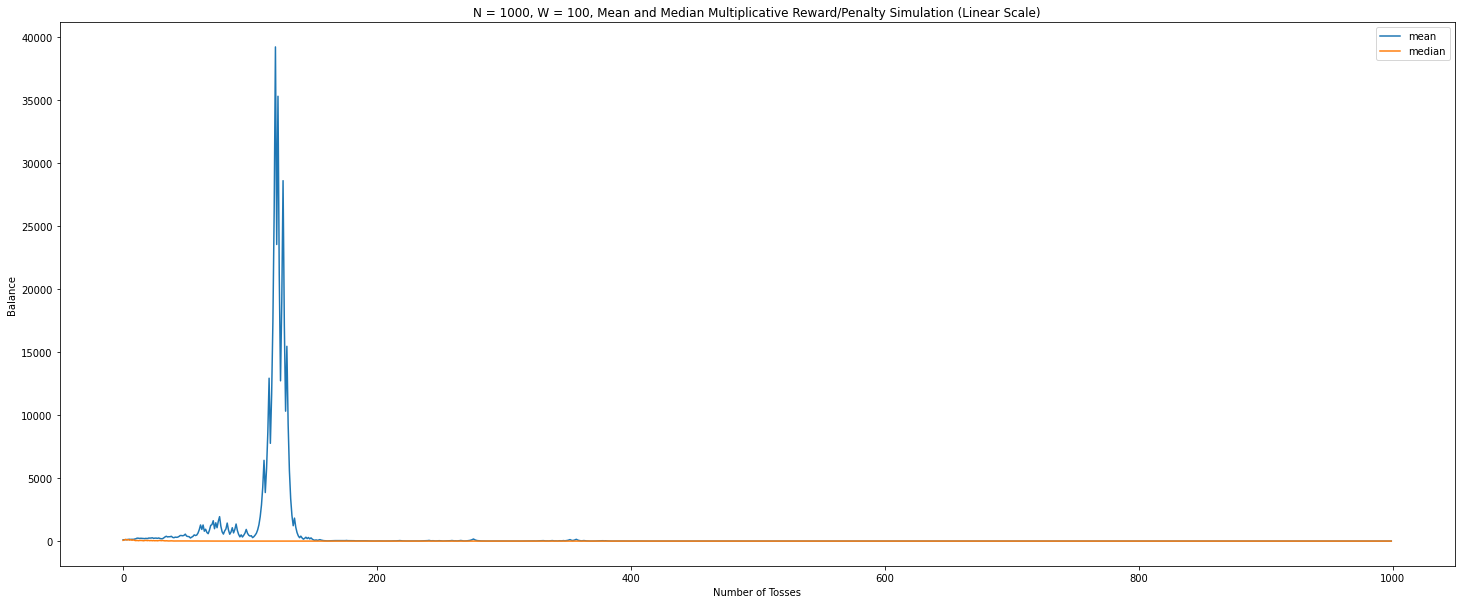 N = 1000, W = 100, Mean and Median Multiplicative Reward/Penalty Simulation (Linear Scale)
mean
median
40000
35000
30000
25000
20000
15000
10000
5000
0
Balance
0 200 400 600 800 1000
Number of Tosses